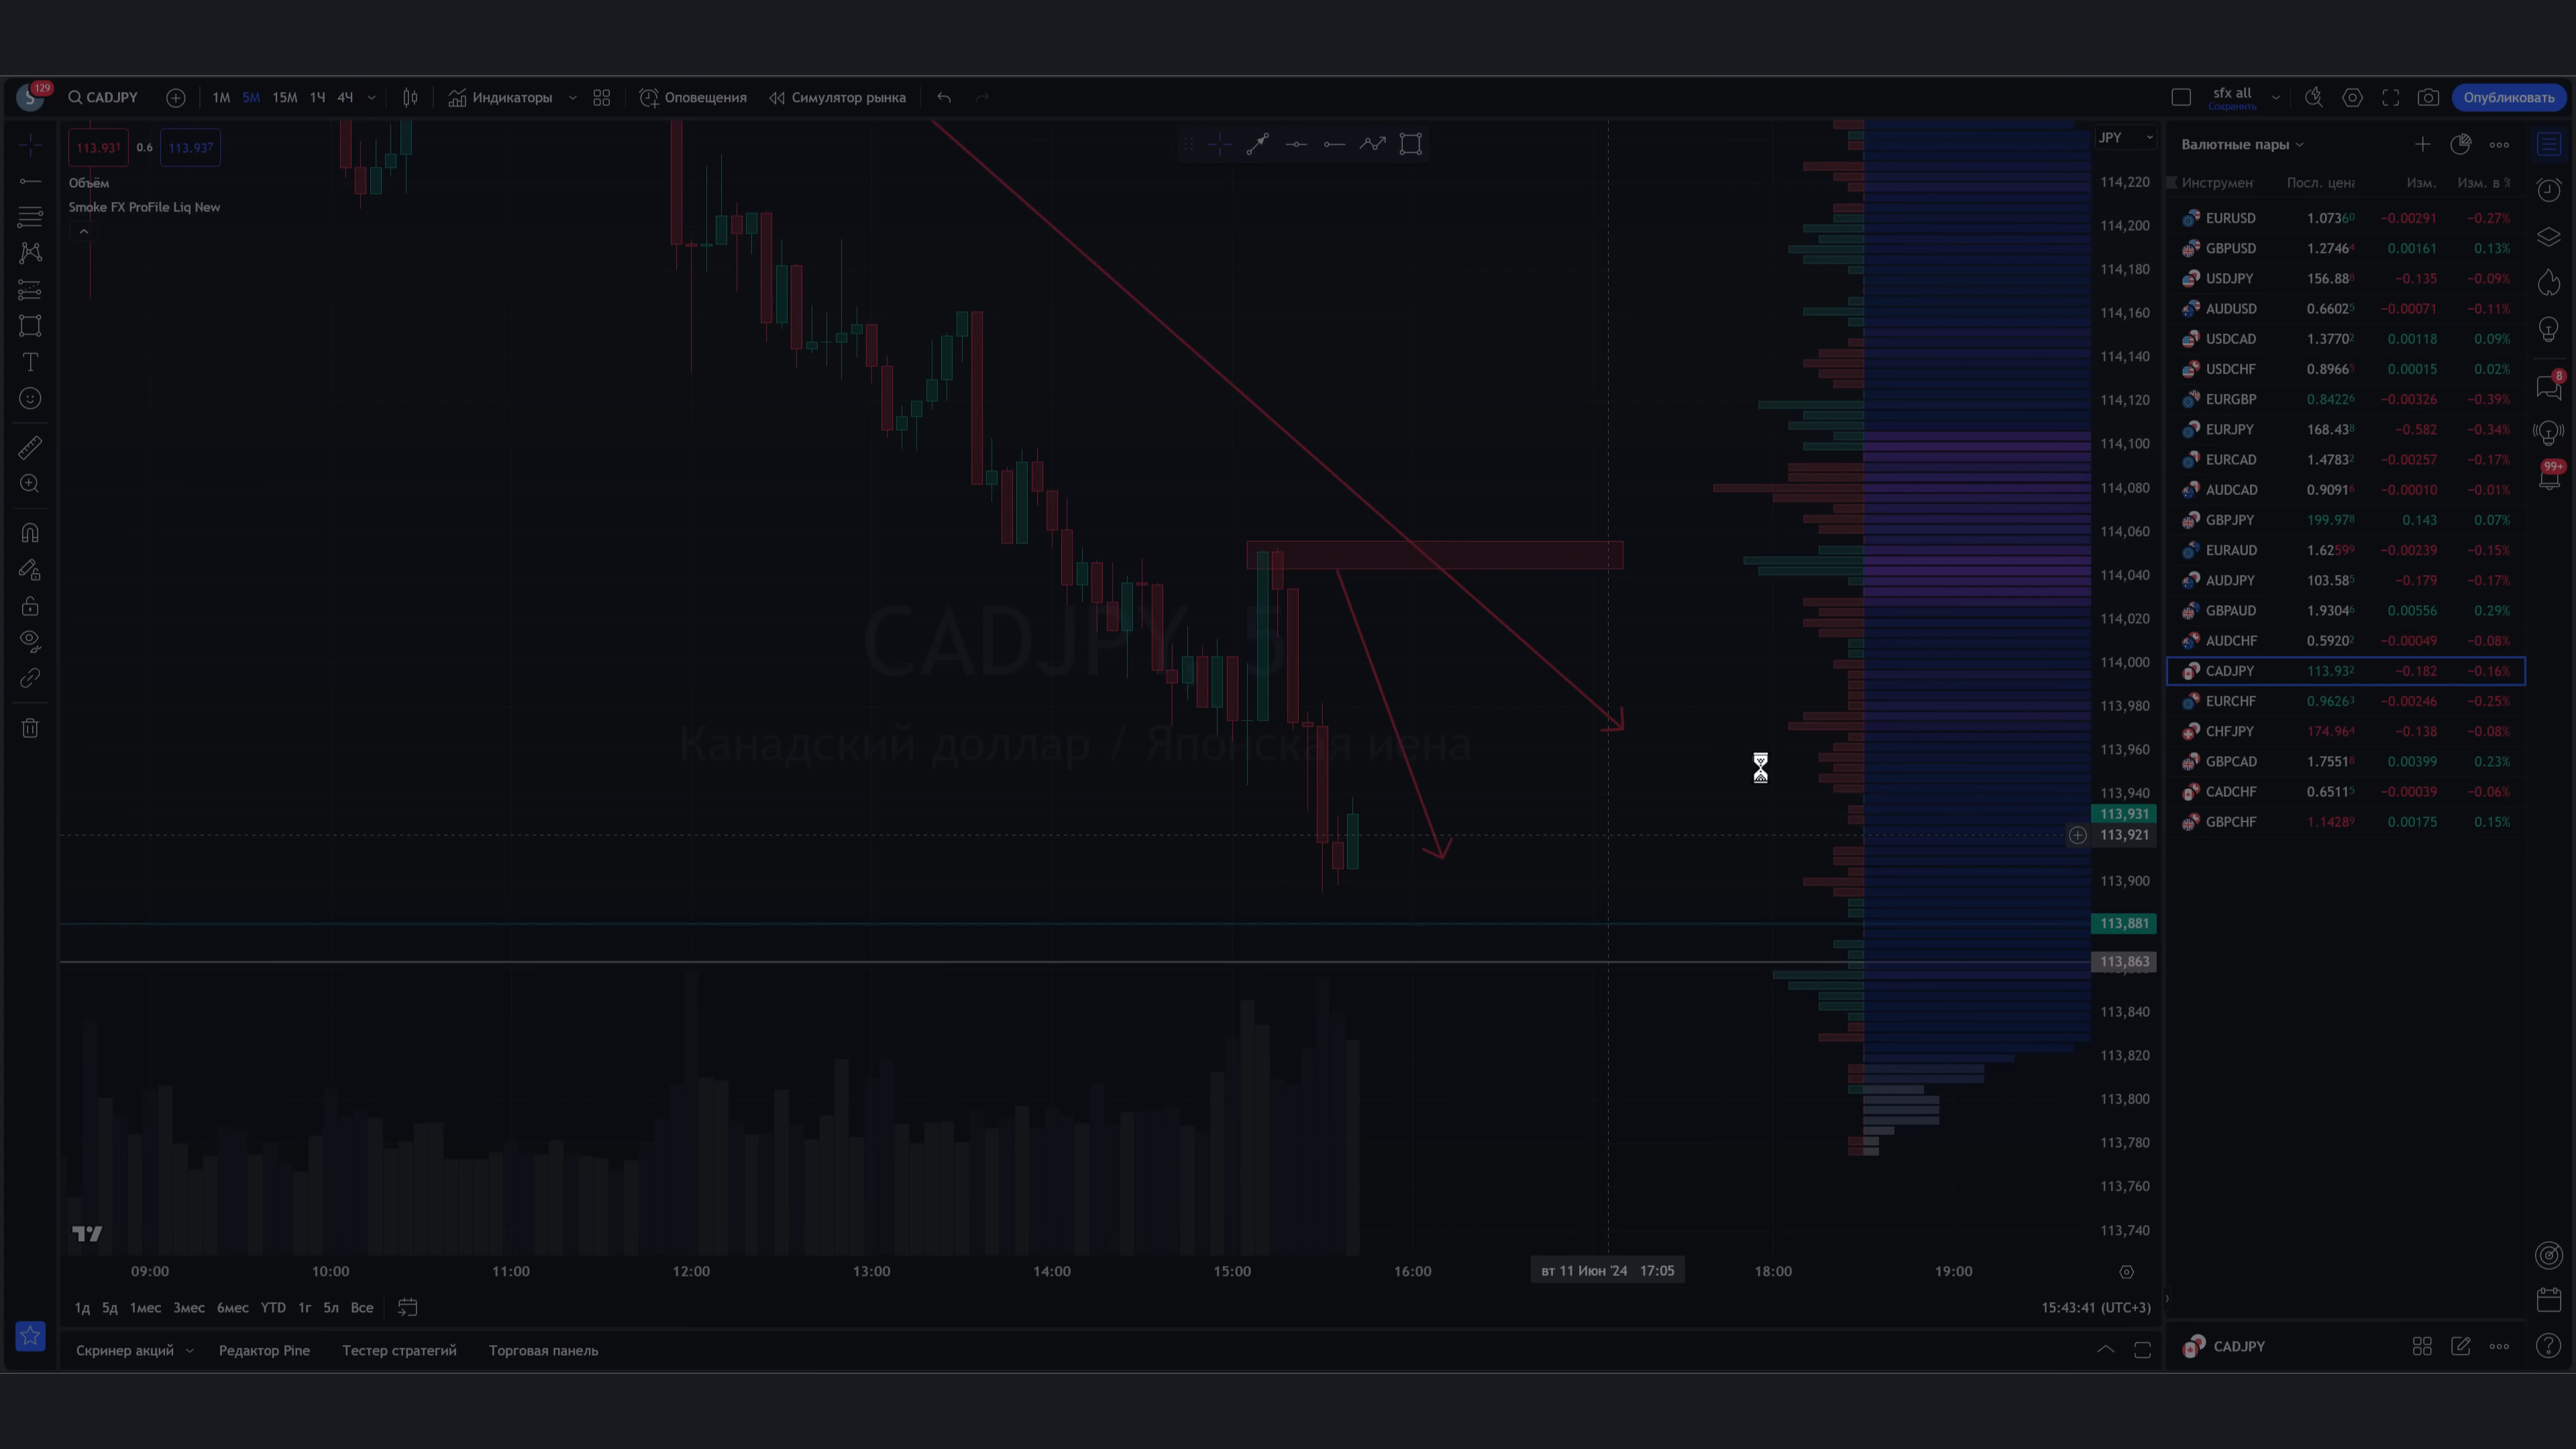 S 129 CADJPY 1М 5М 15М 1Ч 4Ч Индикаторы Оповещения Симулятор рынка sfx all Сохранить Опубликовать
113.931 0.6 113.937
Объём
Smoke FX ProFile Liq New
CADJPY, 5
Канадский доллар / Японская иена
JPY
114,220
114,200
114,180
114,160
114,140
114,120
114,100
114,080
114,060
114,040
114,020
114,000
113,980
113,960
113,940
113,931
113,921
113,900
113,881
113,863
113,840
113,820
113,800
113,780
113,760
113,740
09:00 10:00 11:00 12:00 13:00 14:00 15:00 16:00 вт 11 Июн '24 17:05 18:00 19:00
1д 5д 1мес 3мес 6мес YTD 1г 5л Все 15:43:41 (UTC+3)
Скринер акций Редактор Pine Тестер стратегий Торговая панель
Валютные пары
Инструмен Посл. цена Изм. Изм. в %
EURUSD 1.07360 −0.00291 −0.27%
GBPUSD 1.27464 0.00161 0.13%
USDJPY 156.888 −0.135 −0.09%
AUDUSD 0.66025 −0.00071 −0.11%
USDCAD 1.37702 0.00118 0.09%
USDCHF 0.89665 0.00015 0.02%
EURGBP 0.84226 −0.00326 −0.39%
EURJPY 168.438 −0.582 −0.34%
EURCAD 1.47832 −0.00257 −0.17%
AUDCAD 0.90916 −0.00010 −0.01%
GBPJPY 199.978 0.143 0.07%
EURAUD 1.62599 −0.00239 −0.15%
AUDJPY 103.585 −0.179 −0.17%
GBPAUD 1.93046 0.00556 0.29%
AUDCHF 0.59202 −0.00049 −0.08%
CADJPY 113.932 −0.182 −0.16%
EURCHF 0.96263 −0.00246 −0.25%
CHFJPY 174.964 −0.138 −0.08%
GBPCAD 1.75518 0.00399 0.23%
CADCHF 0.65115 −0.00039 −0.06%
GBPCHF 1.14289 0.00175 0.15%
CADJPY
8
99+